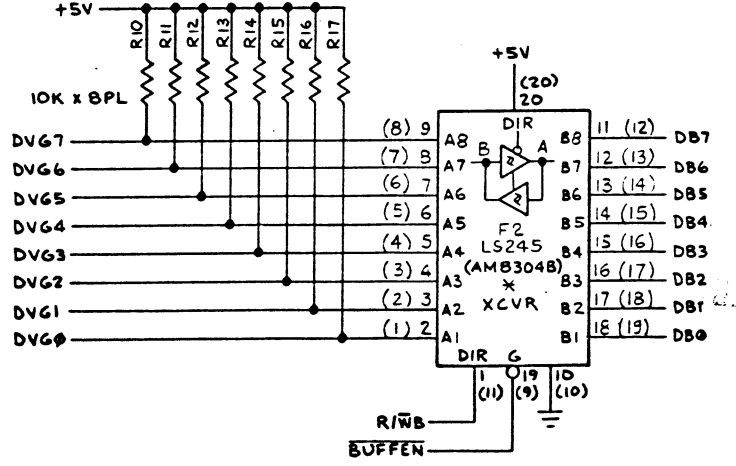 +5V
R10 R11 R12 R13 R14 R15 R16 R17
10K x 8PL
+5V
(20)
20
DIR
B A
DVG7 (8) 9 A8 B8 11 (12) DB7
DVG6 (7) 8 A7 B7 12 (13) DB6
DVG5 (6) 7 A6 B6 13 (14) DB5
DVG4 (5) 6 A5 B5 14 (15) DB4
DVG3 (4) 5 A4 B4 15 (16) DB3
DVG2 (3) 4 A3 B3 16 (17) DB2
DVG1 (2) 3 A2 B2 17 (18) DB1
DVG0 (1) 2 A1 B1 18 (19) DB0
F2
LS245
(AM8304B)
*
XCVR
DIR G
1 19 10
(11) (9) (10)
R/W̅B
B̅U̅F̅F̅E̅N̅